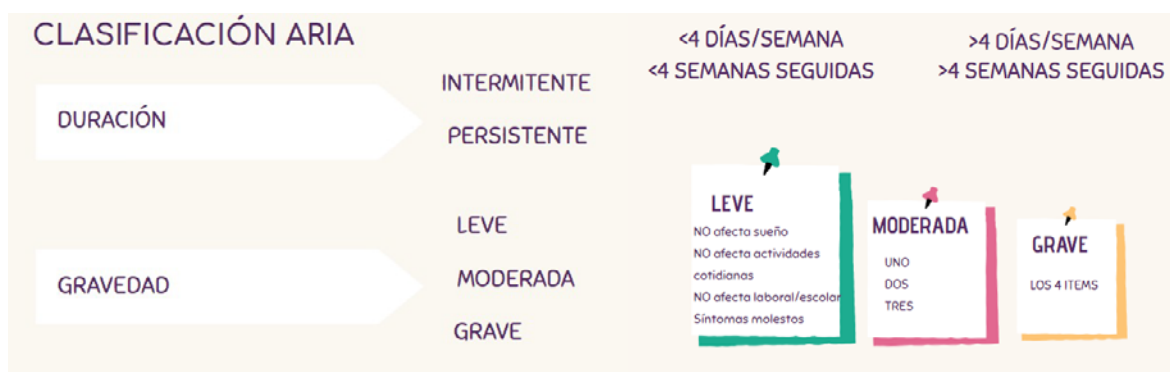 CLASIFICACIÓN ARIA
<4 DÍAS/SEMANA
<4 SEMANAS SEGUIDAS
>4 DÍAS/SEMANA
>4 SEMANAS SEGUIDAS
DURACIÓN
INTERMITENTE
PERSISTENTE
GRAVEDAD
LEVE
MODERADA
GRAVE
LEVE
NO afecta sueño
NO afecta actividades
cotidianas
NO afecta laboral/escolar
Síntomas molestos
MODERADA
UNO
DOS
TRES
GRAVE
LOS 4 ITEMS